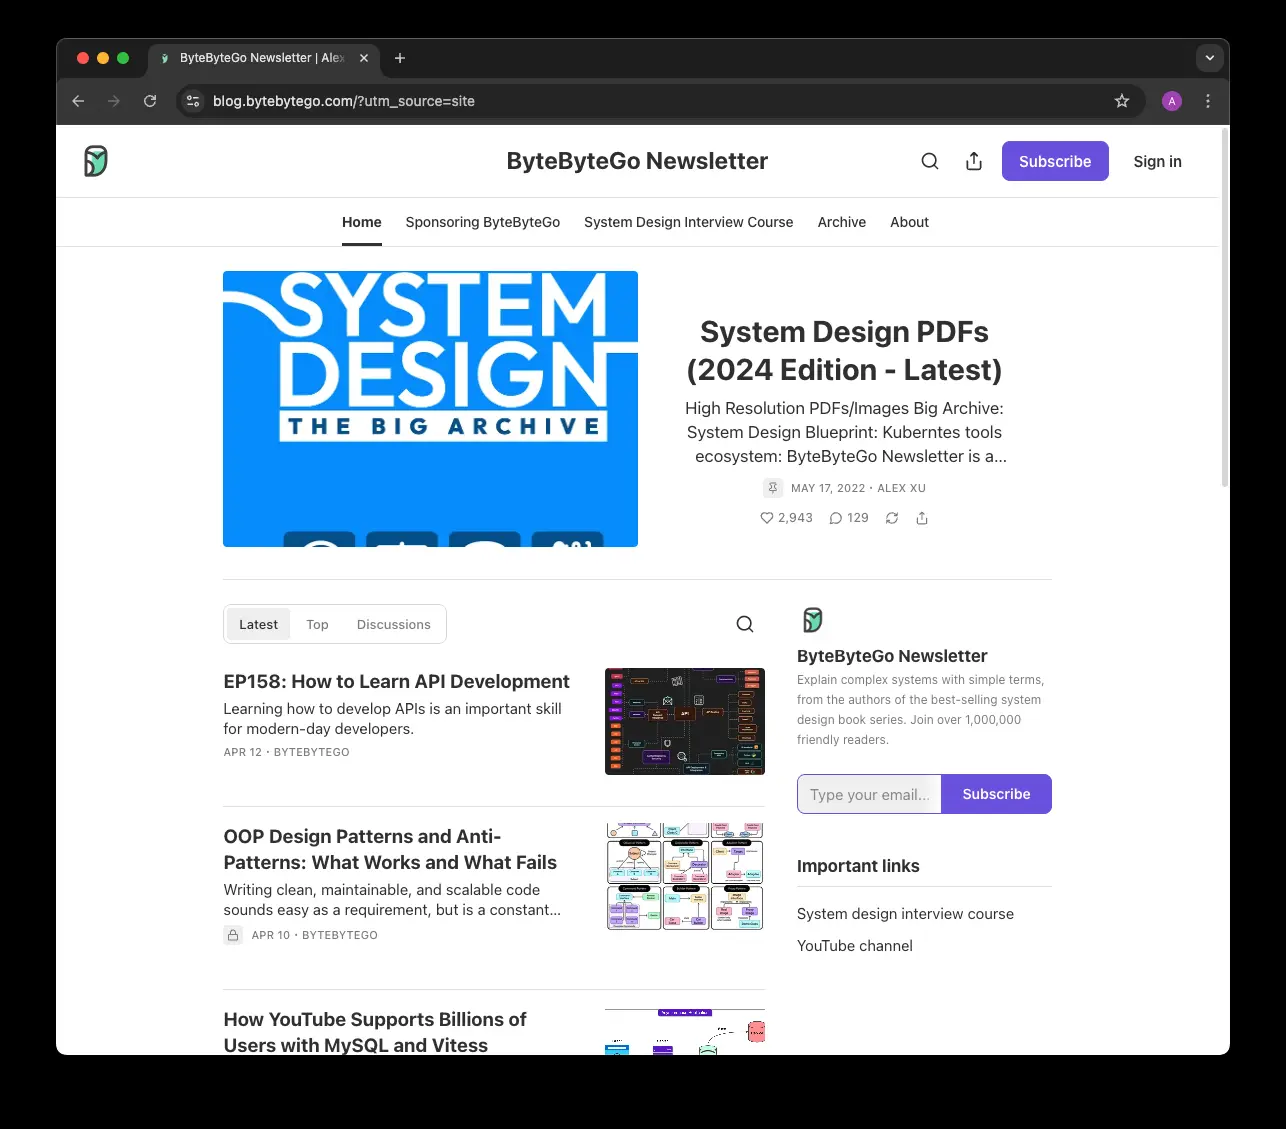 ByteByteGo Newsletter | Alex
blog.bytebytego.com/?utm_source=site
A
ByteByteGo Newsletter
Subscribe
Sign in
Home
Sponsoring ByteByteGo
System Design Interview Course
Archive
About
SYSTEM
DESIGN
THE BIG ARCHIVE
System Design PDFs
(2024 Edition - Latest)
High Resolution PDFs/Images Big Archive:
System Design Blueprint: Kuberntes tools
ecosystem: ByteByteGo Newsletter is a...
MAY 17, 2022 • ALEX XU
2,943
129
Latest
Top
Discussions
EP158: How to Learn API Development
Learning how to develop APIs is an important skill
for modern-day developers.
APR 12 • BYTEBYTEGO
API
OOP Design Patterns and Anti-
Patterns: What Works and What Fails
Writing clean, maintainable, and scalable code
sounds easy as a requirement, but is a constant...
APR 10 • BYTEBYTEGO
How YouTube Supports Billions of
Users with MySQL and Vitess
ByteByteGo Newsletter
Explain complex systems with simple terms,
from the authors of the best-selling system
design book series. Join over 1,000,000
friendly readers.
Type your email...
Subscribe
Important links
System design interview course
YouTube channel